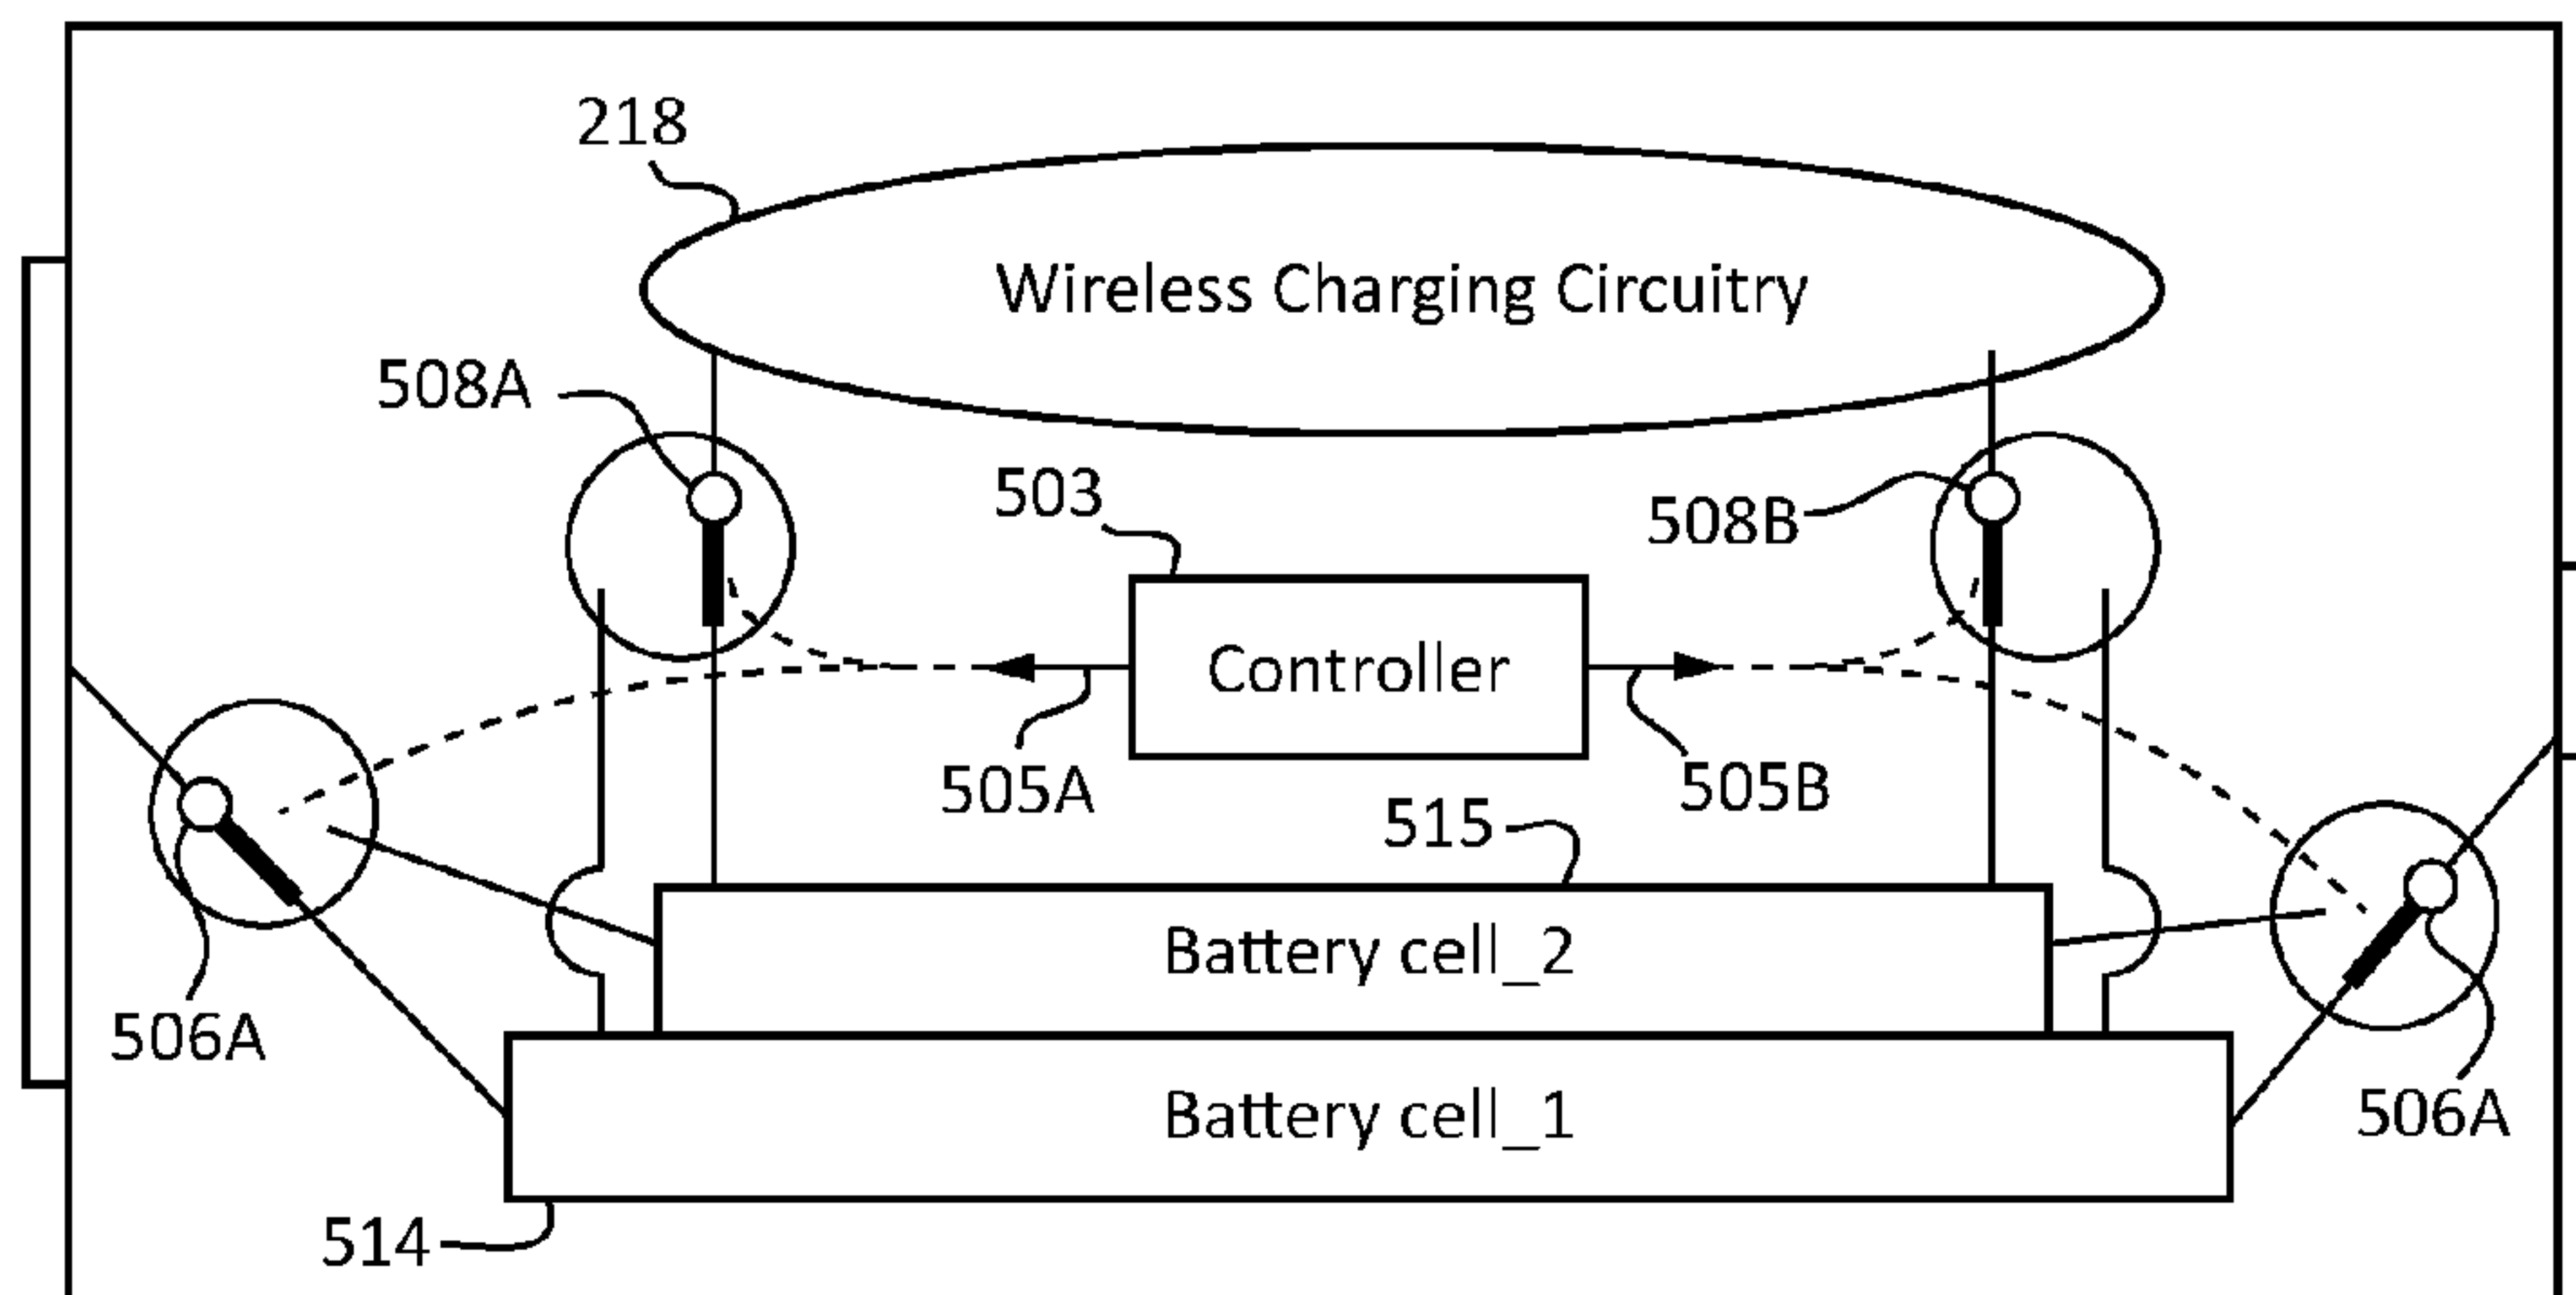 218
Wireless Charging Circuitry
508A
503
508B
Controller
505A
505B
515
Battery cell_2
506A
Battery cell_1
506A
514